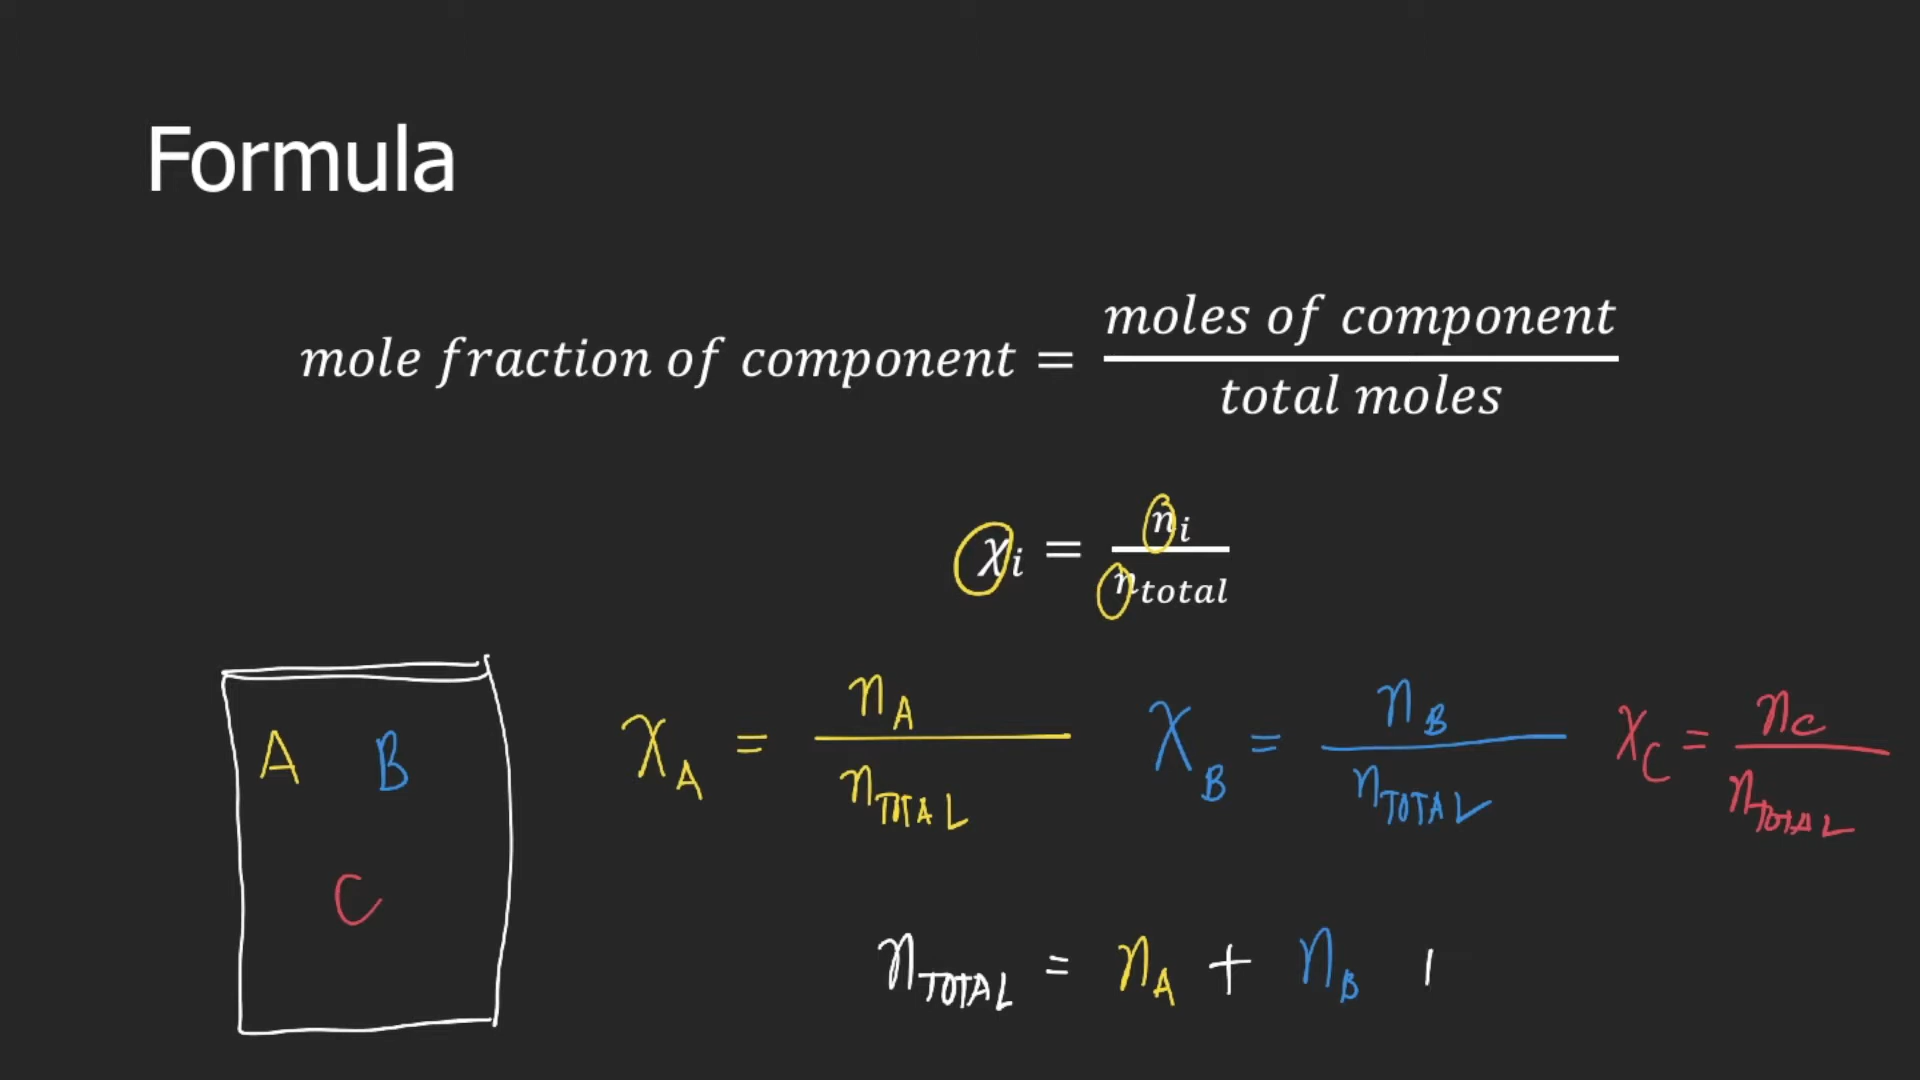 Formula
mole fraction of component = moles of component / total moles
χi = ni / ntotal
A B
C
χA = nA / nTOTAL
χB = nB / nTOTAL
χC = nC / nTOTAL
nTOTAL = nA + nB